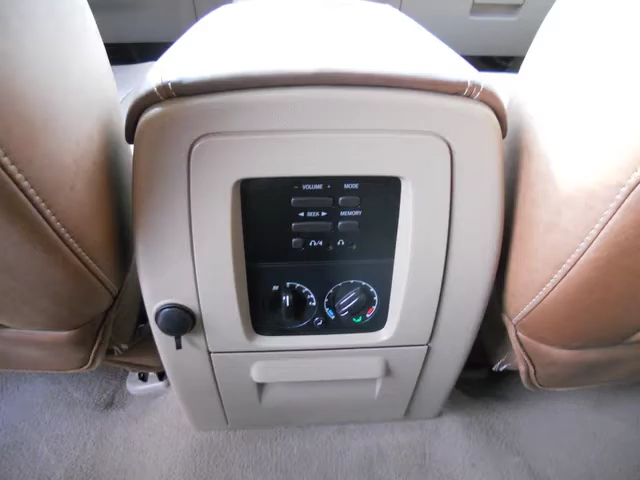 - VOLUME + MODE
◄ SEEK ► MEMORY